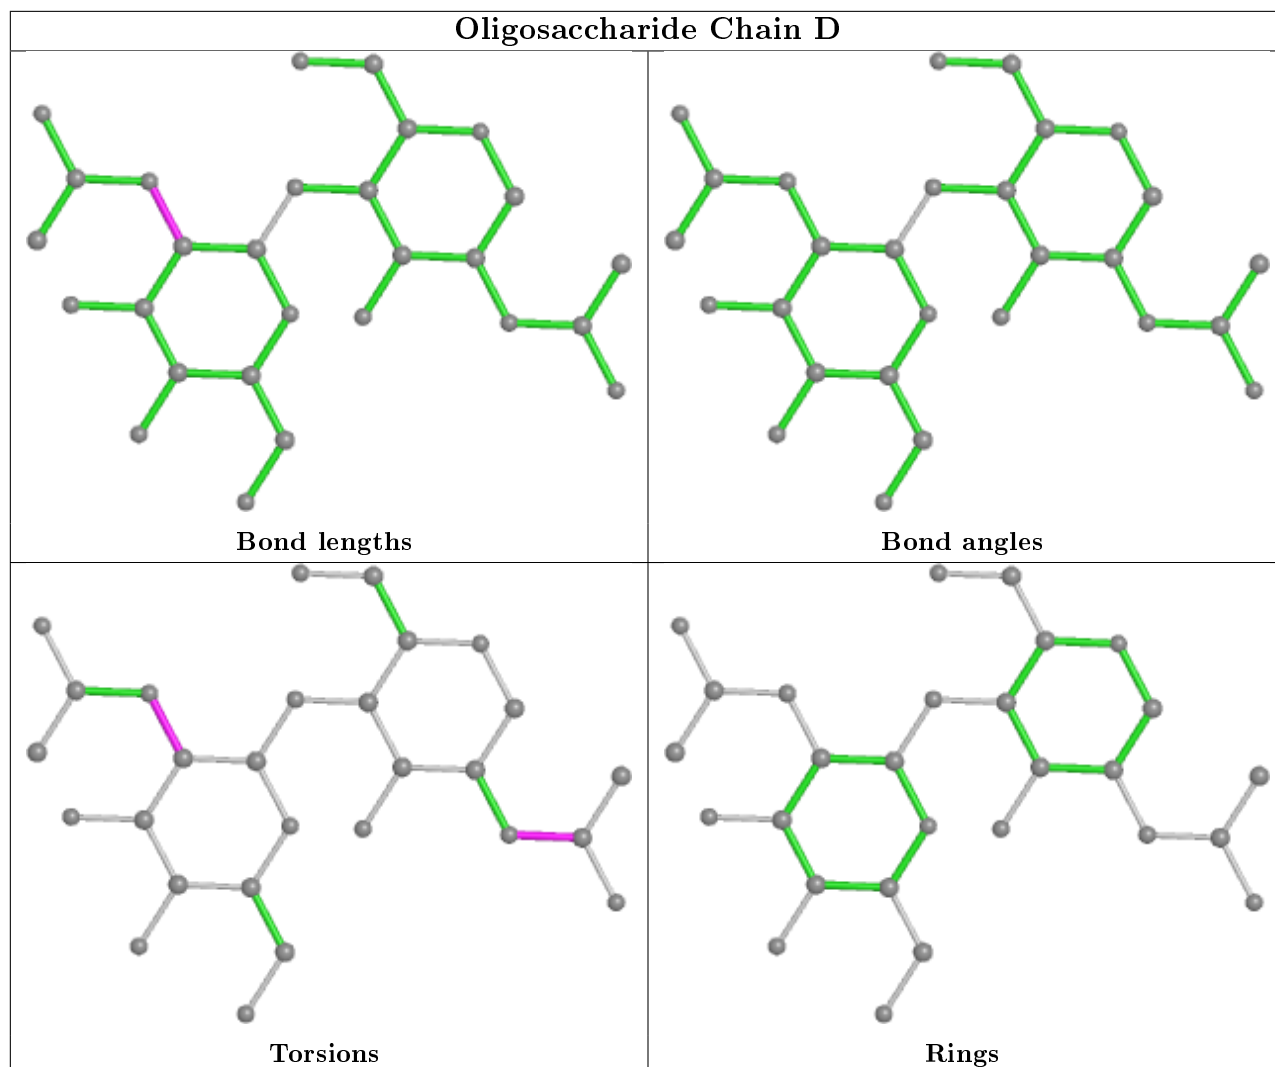 Oligosaccharide Chain D
Bond lengths
Bond angles
Torsions
Rings